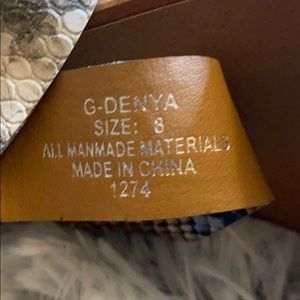 G-DENYA
SIZE: 8
ALL MANMADE MATERIALS
MADE IN CHINA
1274